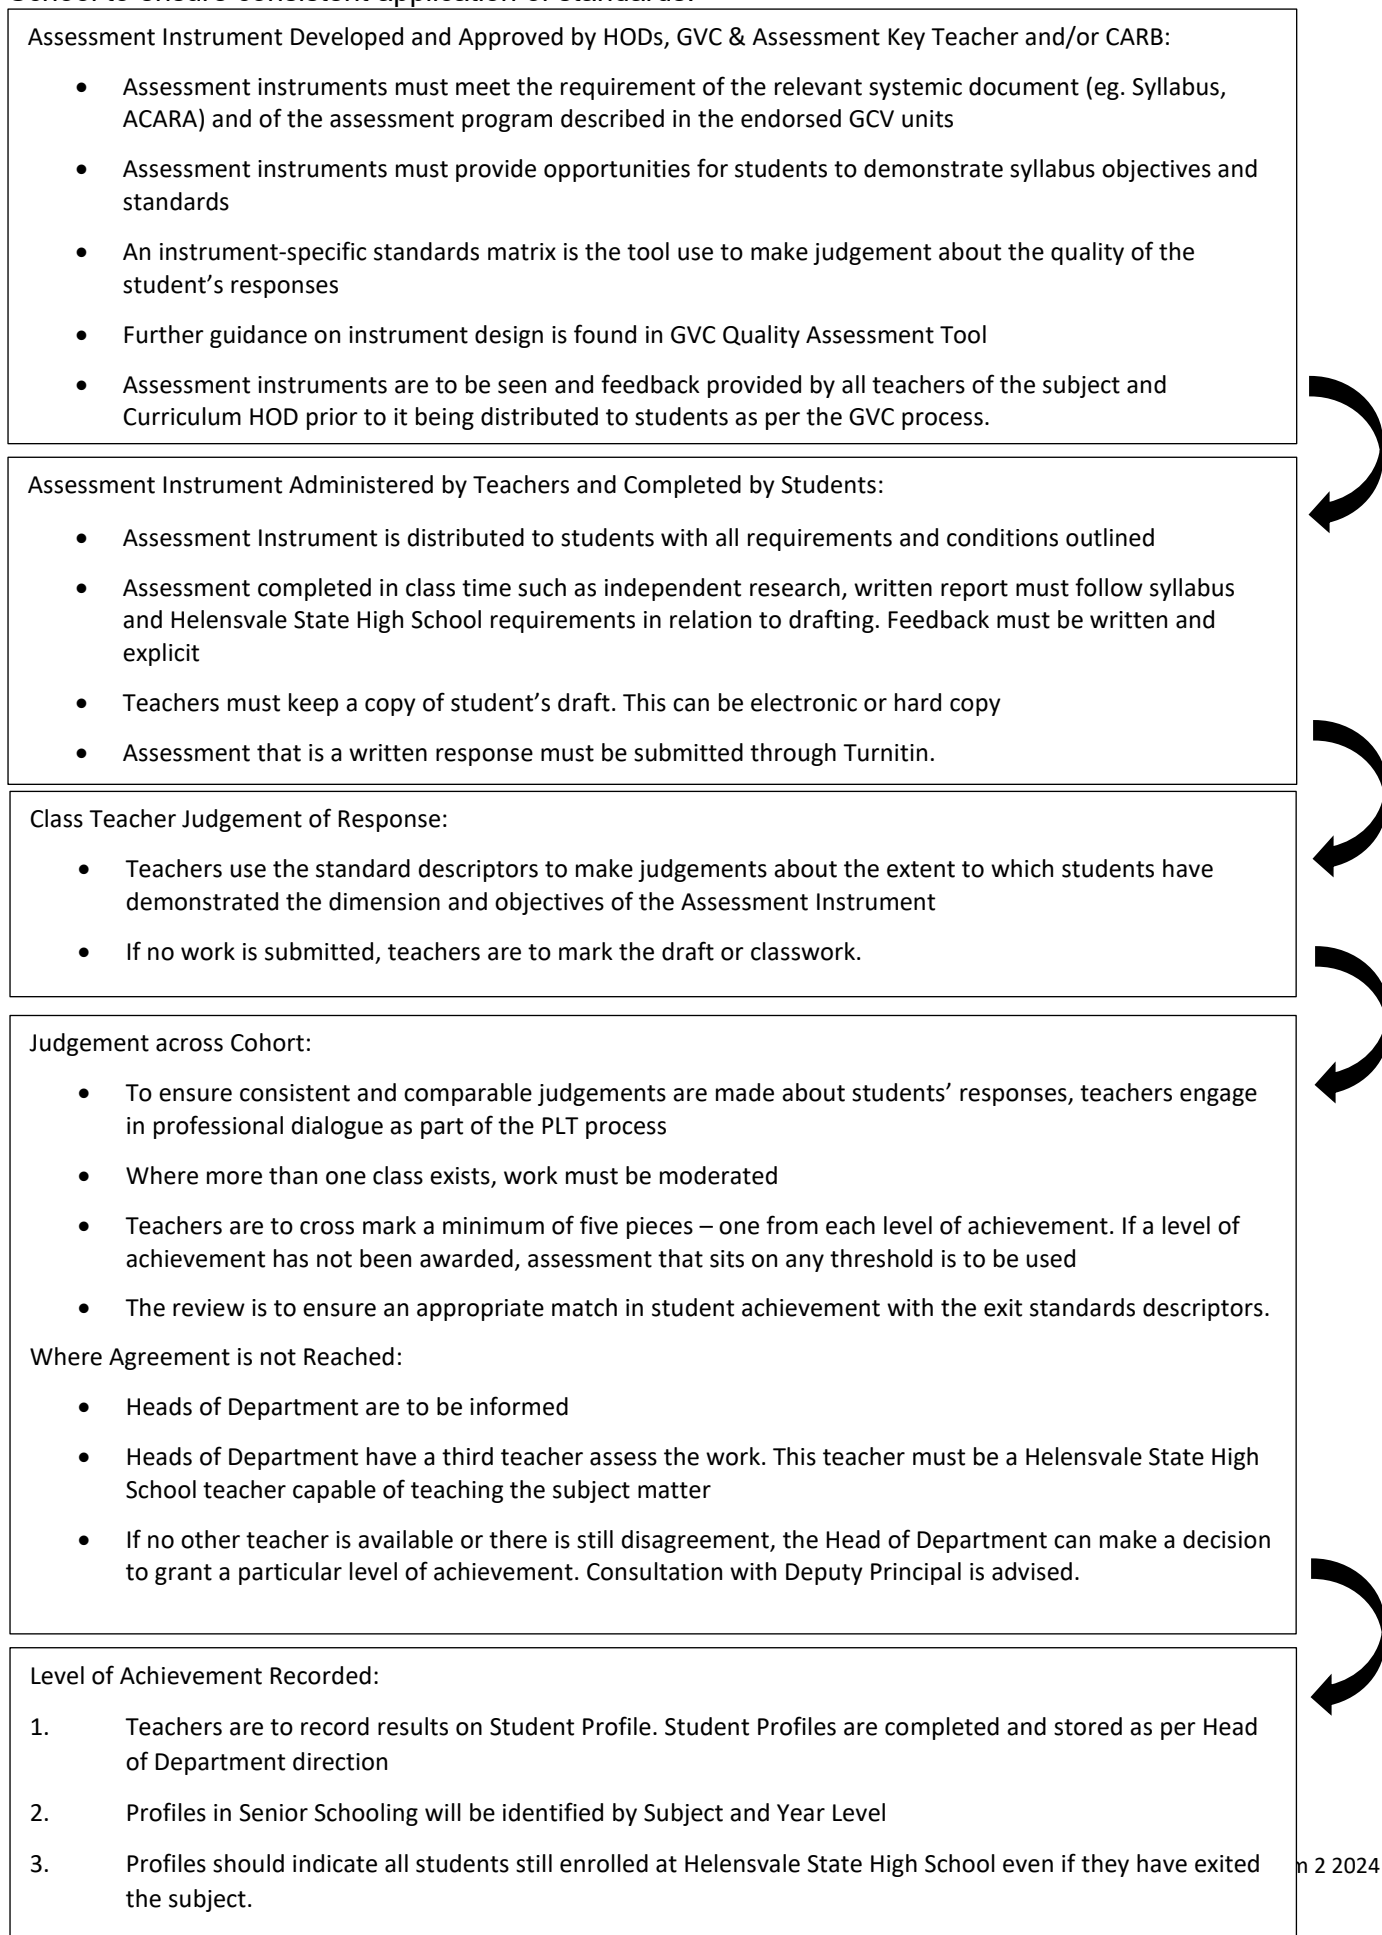 Assessment Instrument Developed and Approved by HODs, GVC & Assessment Key Teacher and/or CARB:
• Assessment instruments must meet the requirement of the relevant systemic document (eg. Syllabus,
ACARA) and of the assessment program described in the endorsed GCV units
• Assessment instruments must provide opportunities for students to demonstrate syllabus objectives and
standards
• An instrument-specific standards matrix is the tool use to make judgement about the quality of the
student's responses
• Further guidance on instrument design is found in GVC Quality Assessment Tool
• Assessment instruments are to be seen and feedback provided by all teachers of the subject and
Curriculum HOD prior to it being distributed to students as per the GVC process.
Assessment Instrument Administered by Teachers and Completed by Students:
• Assessment Instrument is distributed to students with all requirements and conditions outlined
• Assessment completed in class time such as independent research, written report must follow syllabus
and Helensvale State High School requirements in relation to drafting. Feedback must be written and
explicit
• Teachers must keep a copy of student's draft. This can be electronic or hard copy
• Assessment that is a written response must be submitted through Turnitin.
Class Teacher Judgement of Response:
• Teachers use the standard descriptors to make judgements about the extent to which students have
demonstrated the dimension and objectives of the Assessment Instrument
• If no work is submitted, teachers are to mark the draft or classwork.
Judgement across Cohort:
• To ensure consistent and comparable judgements are made about students' responses, teachers engage
in professional dialogue as part of the PLT process
• Where more than one class exists, work must be moderated
• Teachers are to cross mark a minimum of five pieces – one from each level of achievement. If a level of
achievement has not been awarded, assessment that sits on any threshold is to be used
• The review is to ensure an appropriate match in student achievement with the exit standards descriptors.
Where Agreement is not Reached:
• Heads of Department are to be informed
• Heads of Department have a third teacher assess the work. This teacher must be a Helensvale State High
School teacher capable of teaching the subject matter
• If no other teacher is available or there is still disagreement, the Head of Department can make a decision
to grant a particular level of achievement. Consultation with Deputy Principal is advised.
Level of Achievement Recorded:
1. Teachers are to record results on Student Profile. Student Profiles are completed and stored as per Head
of Department direction
2. Profiles in Senior Schooling will be identified by Subject and Year Level
3. Profiles should indicate all students still enrolled at Helensvale State High School even if they have exited
the subject.
2 2024